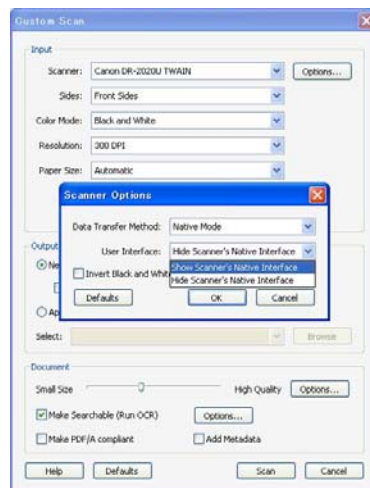 Custom Scan
Input
Scanner: Canon DR-2020U TWAIN Options...
Sides: Front Sides
Color Mode: Black and White
Resolution: 300 DPI
Paper Size: Automatic
Scanner Options
Data Transfer Method: Native Mode
Output
User Interface: Hide Scanner's Native Interface
Ne
Show Scanner's Native Interface
Invert Black and Whit
Hide Scanner's Native Interface
Defaults OK Cancel
Ap
Select: Browse
Document
Small Size High Quality Options...
Make Searchable (Run OCR) Options...
Make PDF/A compliant Add Metadata
Help Defaults Scan Cancel